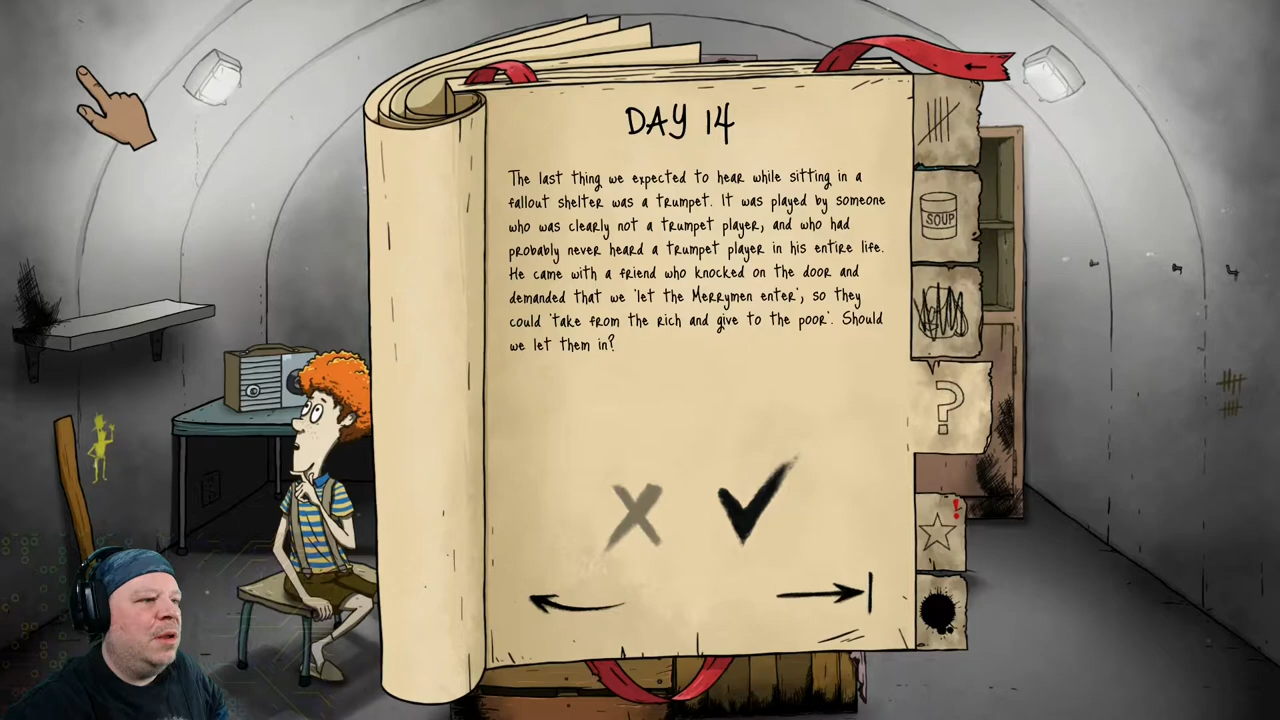 DAY 14
The last thing we expected to hear while sitting in a
fallout shelter was a trumpet. It was played by someone
who was clearly not a trumpet player, and who had
probably never heard a trumpet player in his entire life.
He came with a friend who knocked on the door and
demanded that we 'let the Merrymen enter', so they
could 'take from the rich and give to the poor'. Should
we let them in?
SOUP
?
!